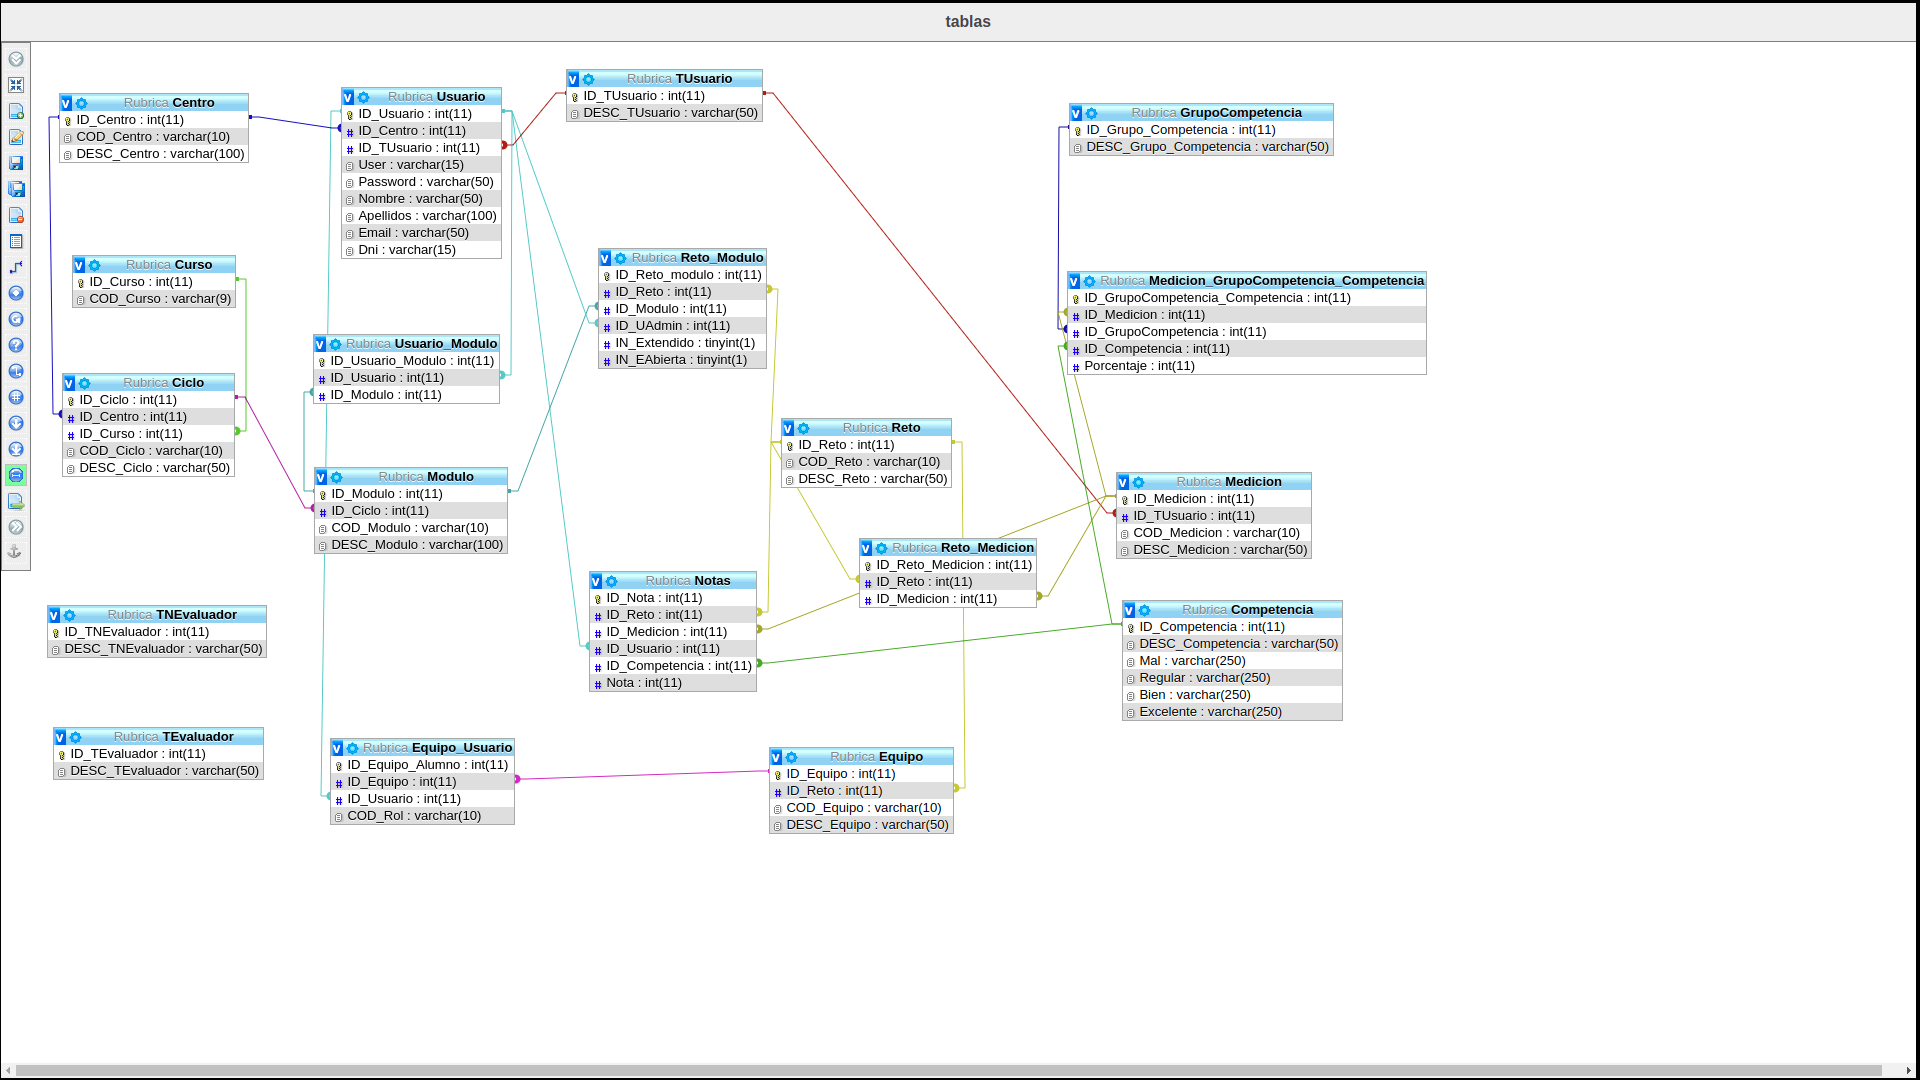 tablas
Rubrica Centro
ID_Centro : int(11)
COD_Centro : varchar(10)
DESC_Centro : varchar(100)
Rubrica Usuario
ID_Usuario : int(11)
ID_Centro : int(11)
ID_TUsuario : int(11)
User : varchar(15)
Password : varchar(50)
Nombre : varchar(50)
Apellidos : varchar(100)
Email : varchar(50)
Dni : varchar(15)
Rubrica TUsuario
ID_TUsuario : int(11)
DESC_TUsuario : varchar(50)
Rubrica GrupoCompetencia
ID_Grupo_Competencia : int(11)
DESC_Grupo_Competencia : varchar(50)
Rubrica Curso
ID_Curso : int(11)
COD_Curso : varchar(9)
Rubrica Reto_Modulo
ID_Reto_modulo : int(11)
ID_Reto : int(11)
ID_Modulo : int(11)
ID_UAdmin : int(11)
IN_Extendido : tinyint(1)
IN_EAbierta : tinyint(1)
Rubrica Medicion_GrupoCompetencia_Competencia
ID_GrupoCompetencia_Competencia : int(11)
ID_Medicion : int(11)
ID_GrupoCompetencia : int(11)
ID_Competencia : int(11)
Porcentaje : int(11)
Rubrica Usuario_Modulo
ID_Usuario_Modulo : int(11)
ID_Usuario : int(11)
ID_Modulo : int(11)
Rubrica Ciclo
ID_Ciclo : int(11)
ID_Centro : int(11)
ID_Curso : int(11)
COD_Ciclo : varchar(10)
DESC_Ciclo : varchar(50)
Rubrica Reto
ID_Reto : int(11)
COD_Reto : varchar(10)
DESC_Reto : varchar(50)
Rubrica Modulo
ID_Modulo : int(11)
ID_Ciclo : int(11)
COD_Modulo : varchar(10)
DESC_Modulo : varchar(100)
Rubrica Medicion
ID_Medicion : int(11)
ID_TUsuario : int(11)
COD_Medicion : varchar(10)
DESC_Medicion : varchar(50)
Rubrica Reto_Medicion
ID_Reto_Medicion : int(11)
ID_Reto : int(11)
ID_Medicion : int(11)
Rubrica Notas
ID_Nota : int(11)
ID_Reto : int(11)
ID_Medicion : int(11)
ID_Usuario : int(11)
ID_Competencia : int(11)
Nota : int(11)
Rubrica Competencia
ID_Competencia : int(11)
DESC_Competencia : varchar(50)
Mal : varchar(250)
Regular : varchar(250)
Bien : varchar(250)
Excelente : varchar(250)
Rubrica TNEvaluador
ID_TNEvaluador : int(11)
DESC_TNEvaluador : varchar(50)
Rubrica TEvaluador
ID_TEvaluador : int(11)
DESC_TEvaluador : varchar(50)
Rubrica Equipo_Usuario
ID_Equipo_Alumno : int(11)
ID_Equipo : int(11)
ID_Usuario : int(11)
COD_Rol : varchar(10)
Rubrica Equipo
ID_Equipo : int(11)
ID_Reto : int(11)
COD_Equipo : varchar(10)
DESC_Equipo : varchar(50)